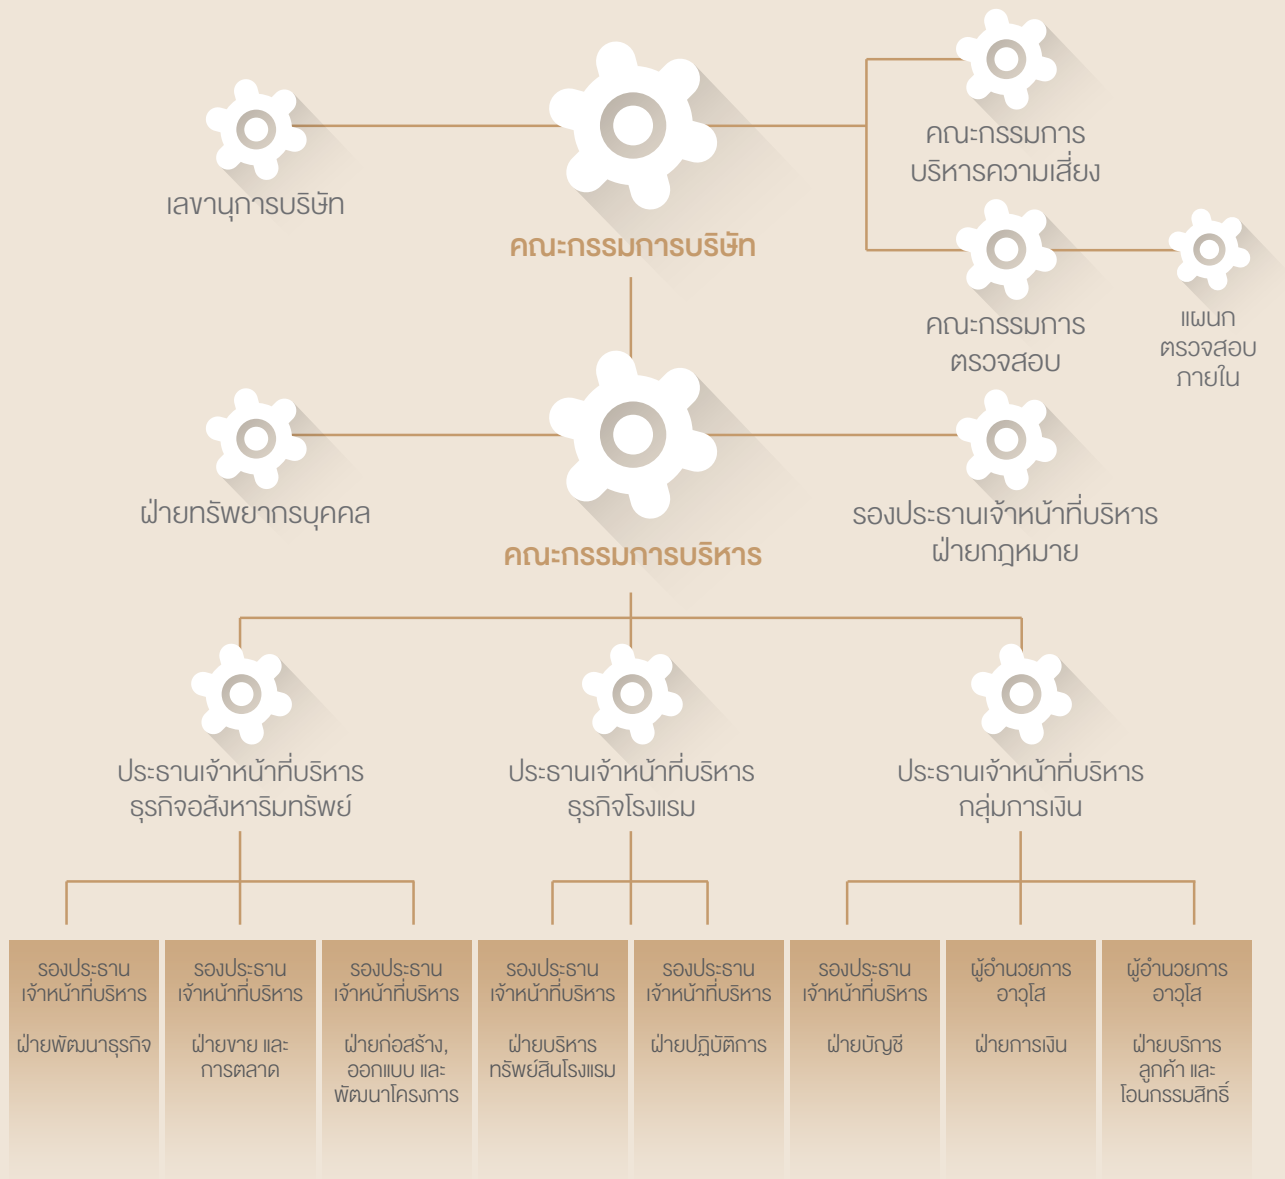 เลขานุการบริษัท
คณะกรรมการบริษัท
คณะกรรมการ
บริหารความเสี่ยง
คณะกรรมการ
ตรวจสอบ
แผนก
ตรวจสอบ
ภายใน
ฝ่ายทรัพยากรบุคคล
คณะกรรมการบริหาร
รองประธานเจ้าหน้าที่บริหาร
ฝ่ายกฎหมาย
ประธานเจ้าหน้าที่บริหาร
ธุรกิจอสังหาริมทรัพย์
ประธานเจ้าหน้าที่บริหาร
ธุรกิจโรงแรม
ประธานเจ้าหน้าที่บริหาร
กลุ่มการเงิน
รองประธาน
เจ้าหน้าที่บริหาร
ฝ่ายพัฒนาธุรกิจ
รองประธาน
เจ้าหน้าที่บริหาร
ฝ่ายขาย และ
การตลาด
รองประธาน
เจ้าหน้าที่บริหาร
ฝ่ายก่อสร้าง,
ออกแบบ และ
พัฒนาโครงการ
รองประธาน
เจ้าหน้าที่บริหาร
ฝ่ายบริหาร
ทรัพย์สินโรงแรม
รองประธาน
เจ้าหน้าที่บริหาร
ฝ่ายปฏิบัติการ
รองประธาน
เจ้าหน้าที่บริหาร
ฝ่ายบัญชี
ผู้อำนวยการ
อาวุโส
ฝ่ายการเงิน
ผู้อำนวยการ
อาวุโส
ฝ่ายบริการ
ลูกค้า และ
โอนกรรมสิทธิ์